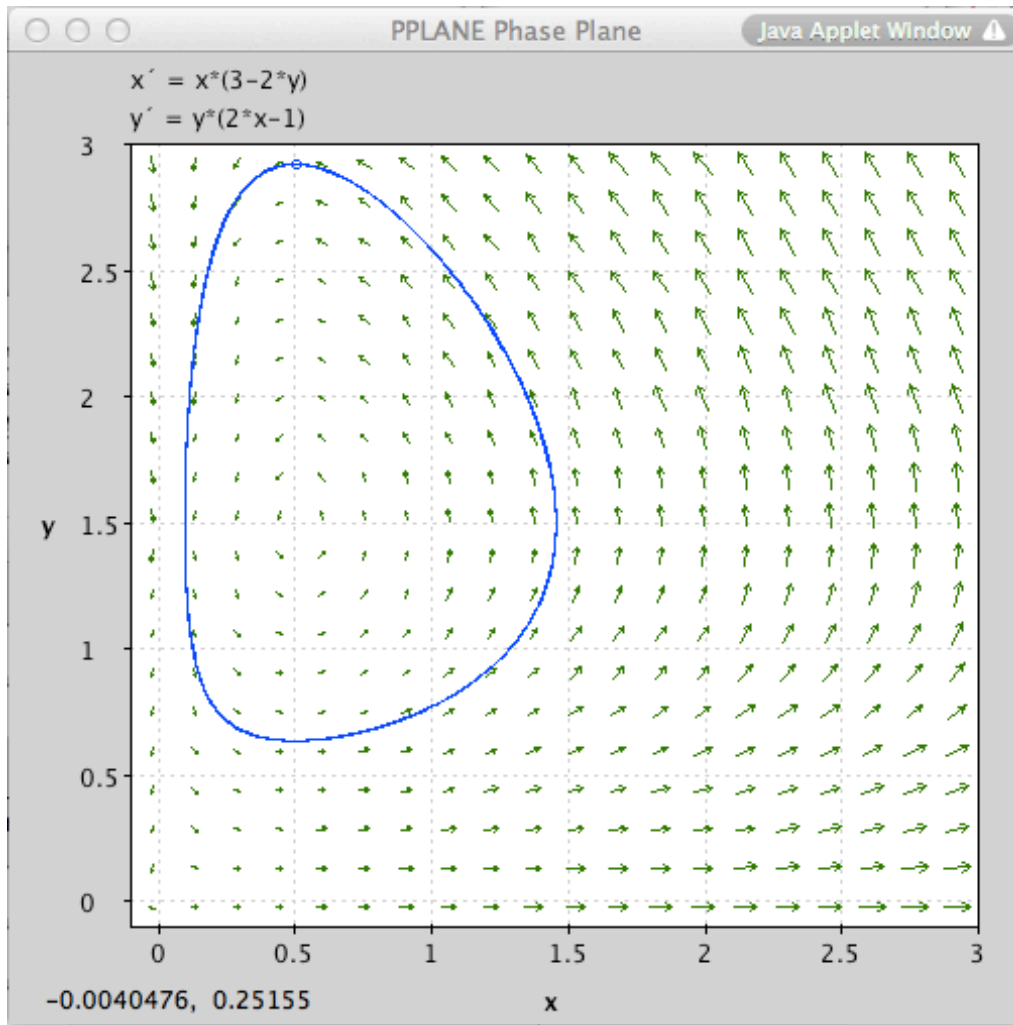 PPLANE Phase Plane
Java Applet Window
x´ = x*(3-2*y)
y´ = y*(2*x-1)
3
2.5
2
y 1.5
1
0.5
0
0 0.5 1 1.5 2 2.5 3
-0.0040476, 0.25155
x